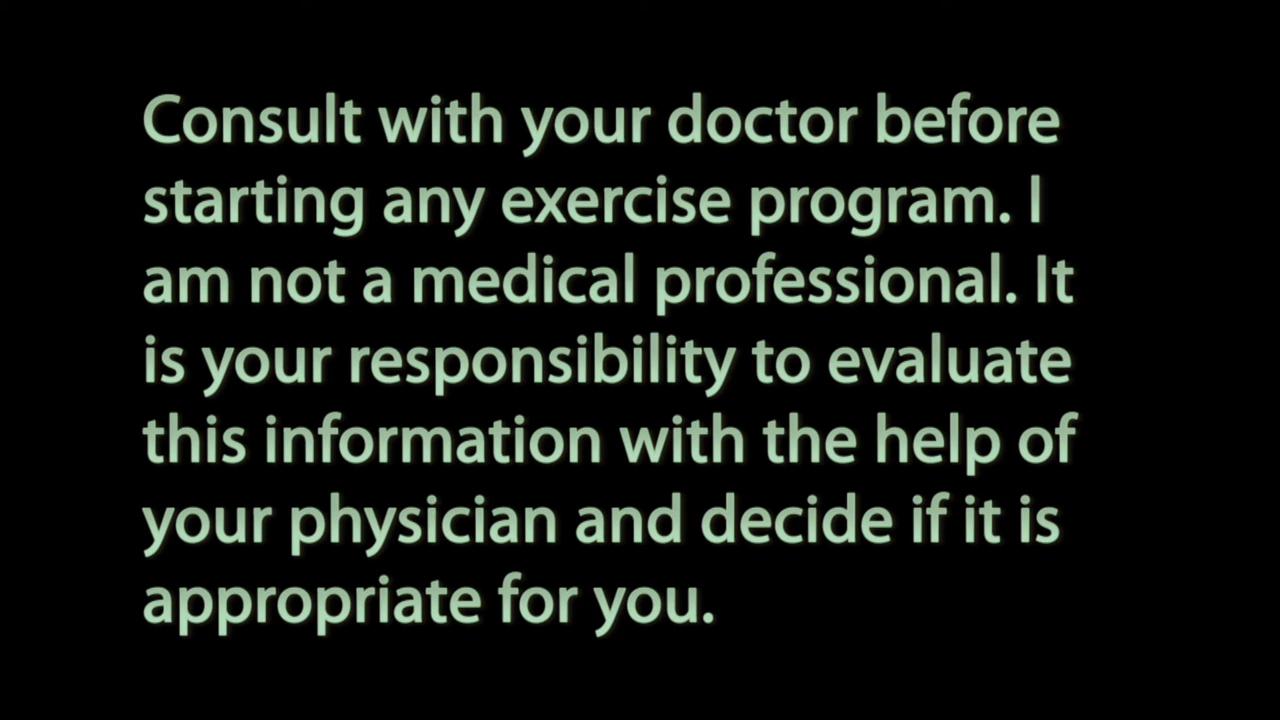 Consult with your doctor before
starting any exercise program. I
am not a medical professional. It
is your responsibility to evaluate
this information with the help of
your physician and decide if it is
appropriate for you.